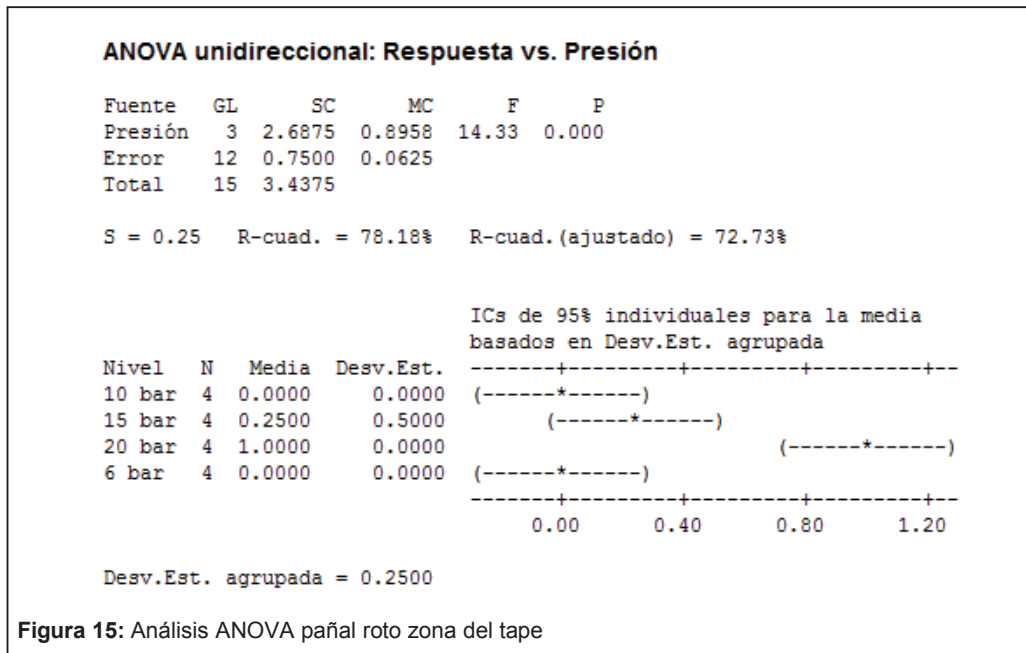 ANOVA unidireccional: Respuesta vs. Presión
Fuente GL SC MC F P
Presión 3 2.6875 0.8958 14.33 0.000
Error 12 0.7500 0.0625
Total 15 3.4375
S = 0.25 R-cuad. = 78.18% R-cuad.(ajustado) = 72.73%
ICs de 95% individuales para la media
basados en Desv.Est. agrupada
Nivel N Media Desv.Est. -------+---------+---------+---------+--
10 bar 4 0.0000 0.0000 (------*------)
15 bar 4 0.2500 0.5000 (------*------)
20 bar 4 1.0000 0.0000 (------*------)
6 bar 4 0.0000 0.0000 (------*------)
-------+---------+---------+---------+--
0.00 0.40 0.80 1.20
Desv.Est. agrupada = 0.2500
Figura 15: Análisis ANOVA pañal roto zona del tape